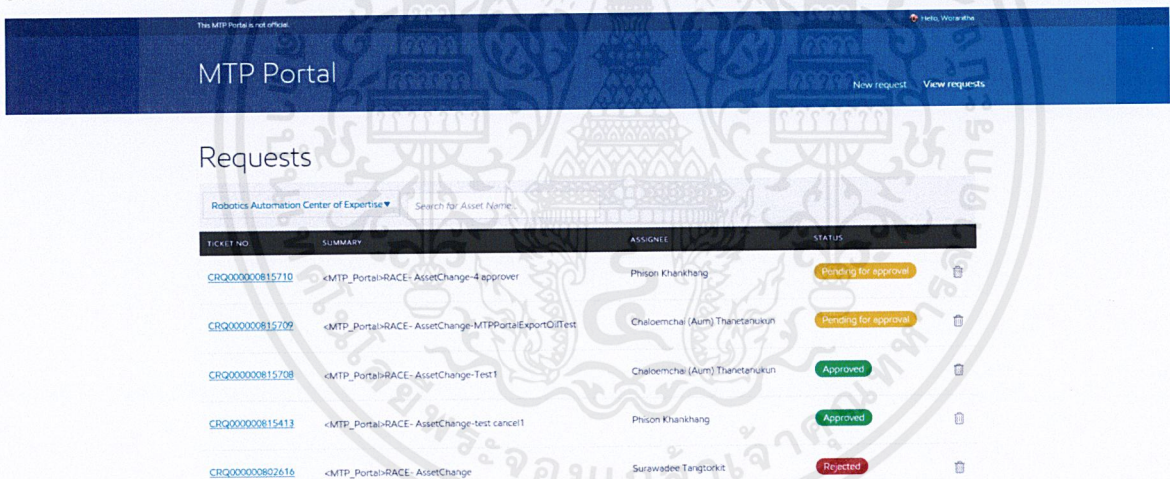 This MTP Portal is not official.
Hello, Woranitha
MTP Portal
New request View requests
Requests
Robotics Automation Center of Expertise▼ Search for Asset Name...
TICKET NO SUMMARY ASSIGNEE STATUS
CRQ000000815710 <MTP_Portal>RACE- AssetChange-4 approver Phison Khankhang Pending for approval
CRQ000000815709 <MTP_Portal>RACE- AssetChange-MTPPortalExportOilTest Chaloemchai (Aum) Thanetanukun Pending for approval
CRQ000000815708 <MTP_Portal>RACE- AssetChange-Test1 Chaloemchai (Aum) Thanetanukun Approved
CRQ000000815413 <MTP_Portal>RACE- AssetChange-test cancel1 Phison Khankhang Approved
CRQ000000802616 <MTP_Portal>RACE- AssetChange Surawadee Tangtorkit Rejected